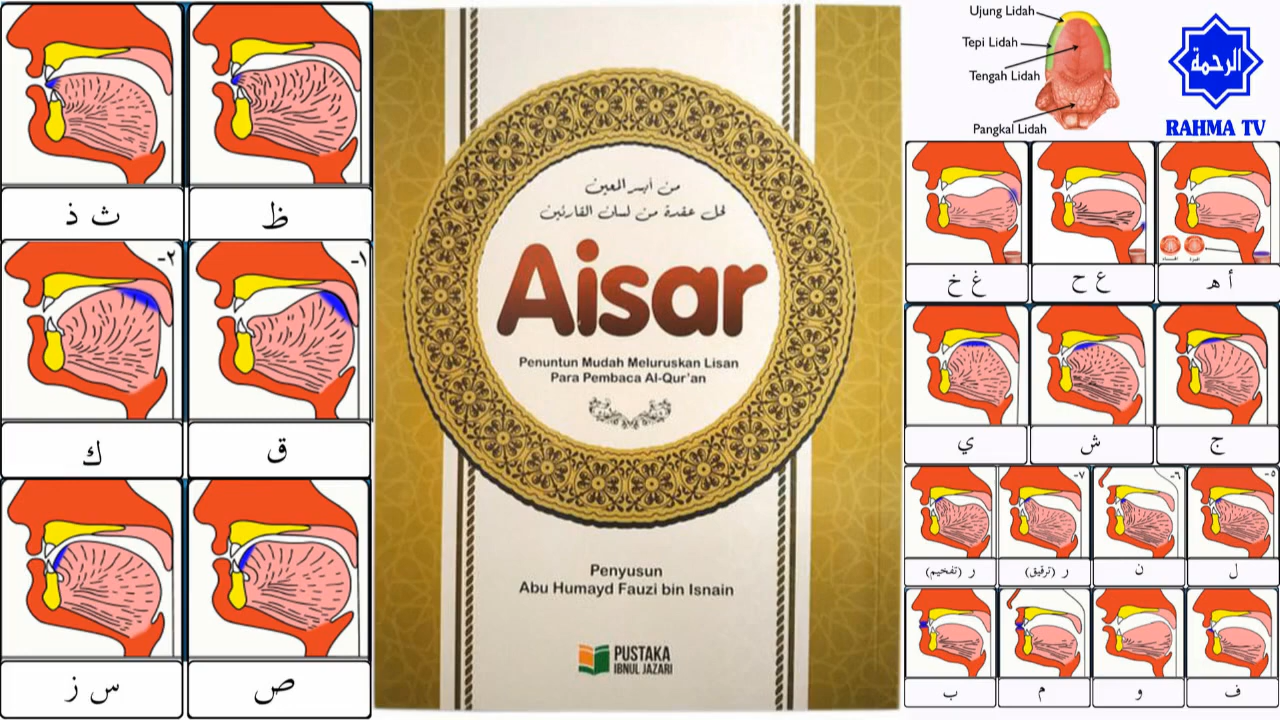 ث ذ
ظ
٢-
١-
ك
ق
س ز
ص
من أيسر المعين
لحل عقدة من لسان القارئين
Aisar
Penuntun Mudah Meluruskan Lisan
Para Pembaca Al-Qur'an
Penyusun
Abu Humayd Fauzi bin Isnain
PUSTAKA
IBNUL JAZARI
Ujung Lidah
Tepi Lidah
Tengah Lidah
Pangkal Lidah
الرحمة
RAHMA TV
غ خ
ع ح
أ ه
ي
ش
ج
٧-
٦-
٥-
ر (تفخيم)
ر (ترقيق)
ن
ل
ب
م
و
ف